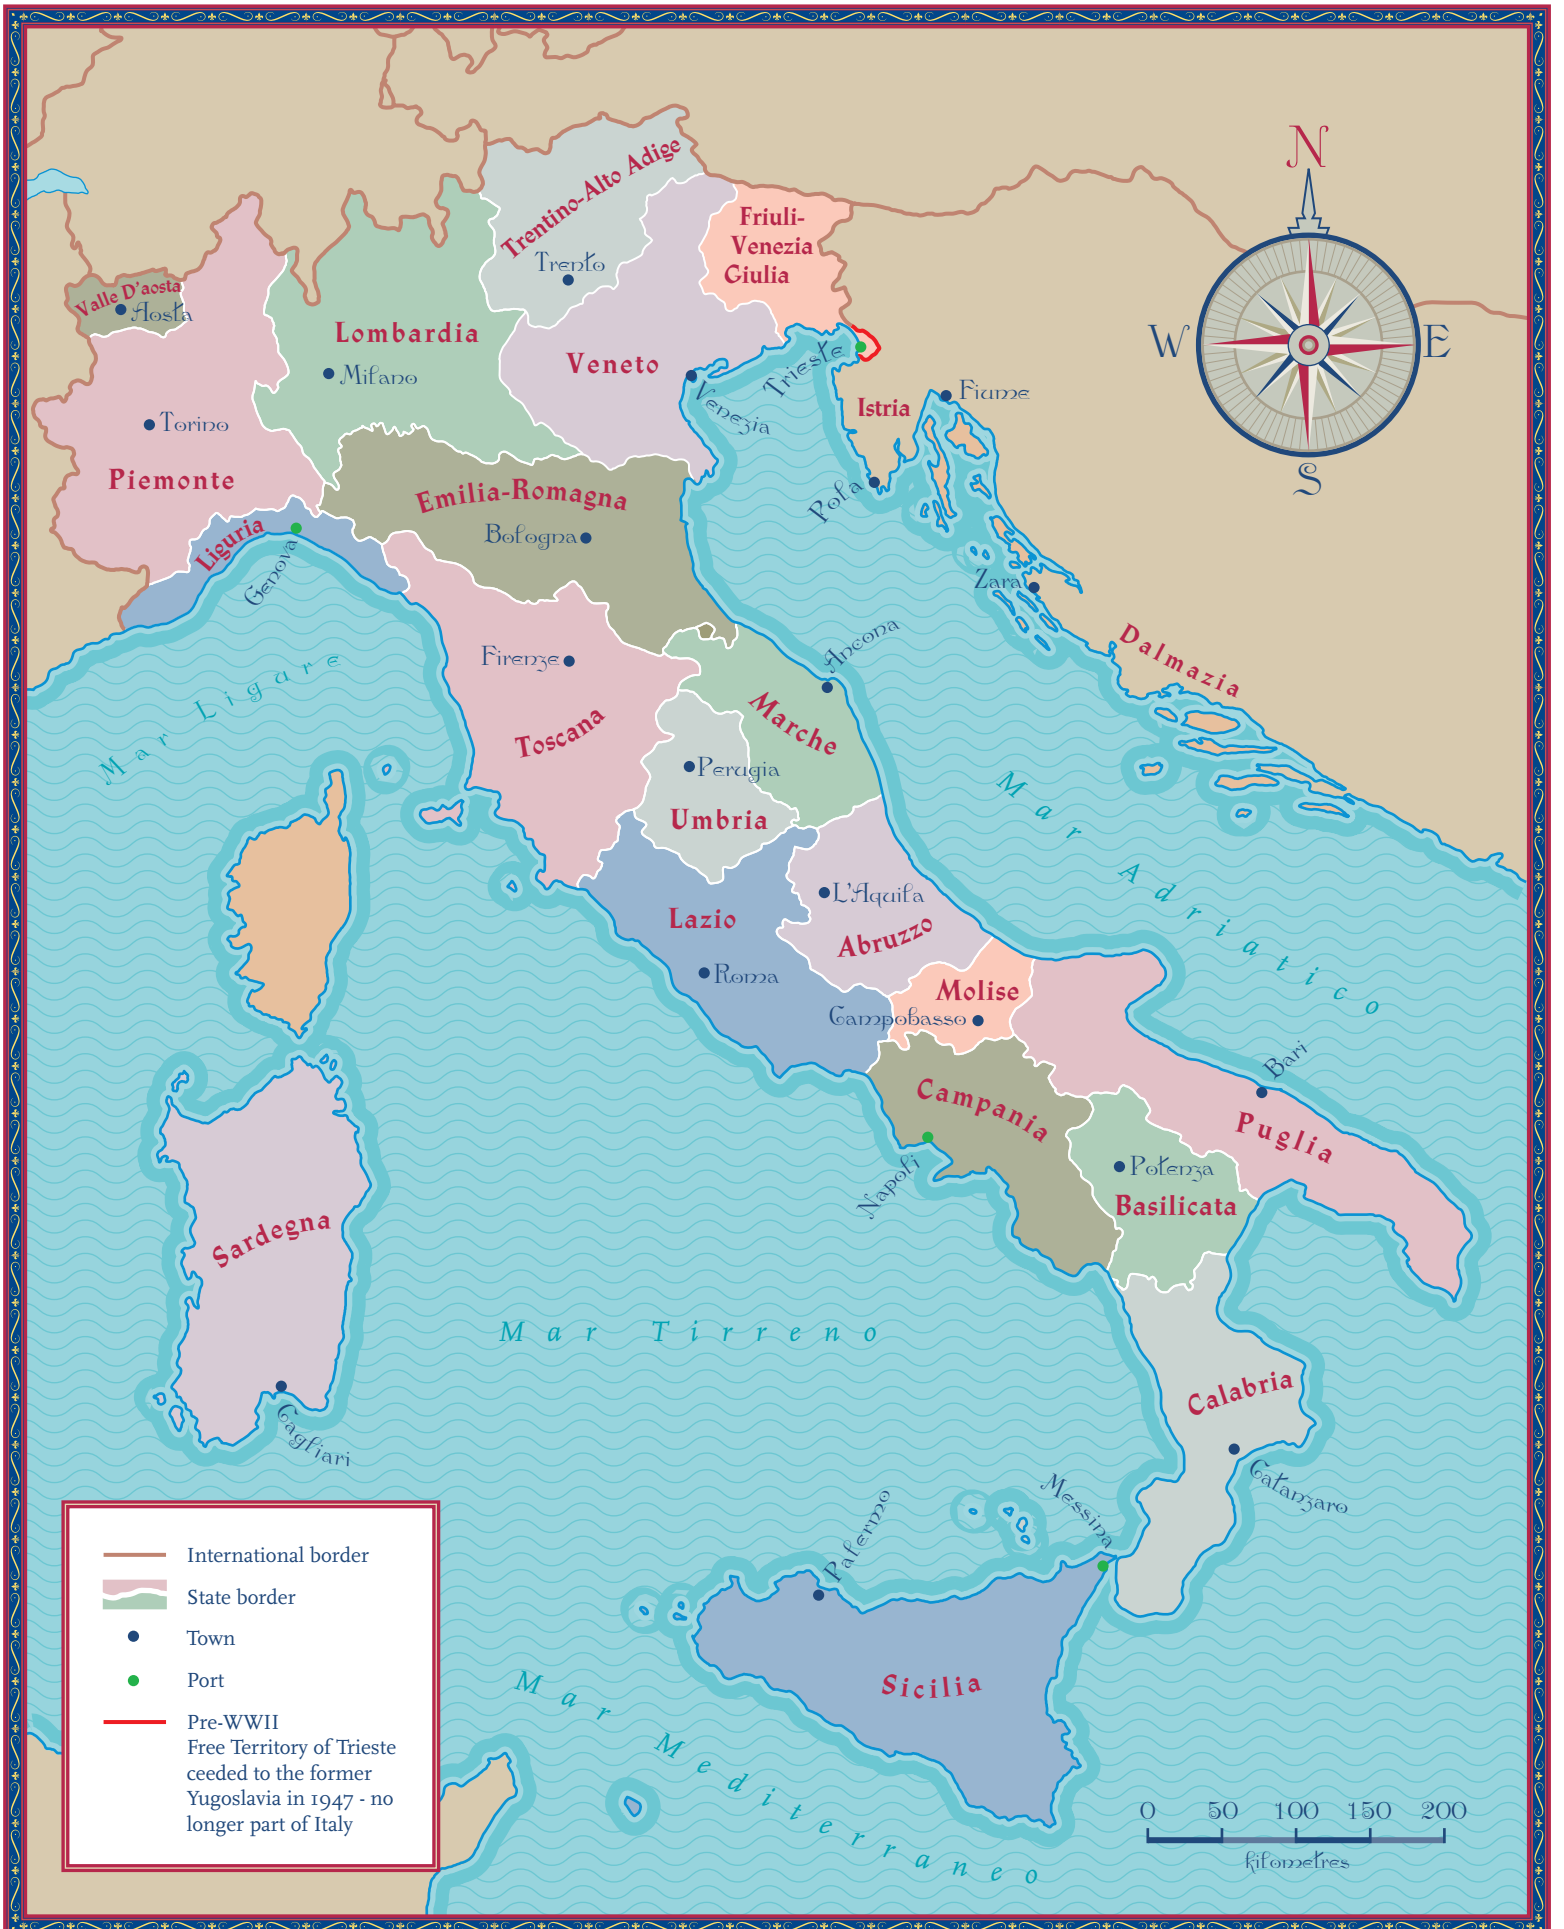 N
Trentino-Alto Adige
Trento
Friuli-
Venezia
Giulia
Valle D'aosta
Aosta
Lombardia
Milano
Veneto
Venezia
Trieste
W
E
S
Istria
Fiume
Torino
Piemonte
Pola
Emilia-Romagna
Bologna
Liguria
Genova
Zara
Dalmazia
Mar Ligure
Firenze
Ancona
Toscana
Marche
Perugia
Umbria
Mar Adriatico
L'Aquila
Lazio
Abruzzo
Roma
Molise
Campobasso
Bari
Campania
Puglia
Napoli
Potenza
Basilicata
Sardegna
Mar Tirreno
Calabria
Cagliari
Catanzaro
Messina
Palermo
Sicilia
Mar Mediterraneo
International border
State border
Town
Port
Pre-WWII
Free Territory of Trieste
ceeded to the former
Yugoslavia in 1947 - no
longer part of Italy
0 50 100 150 200
kilometres